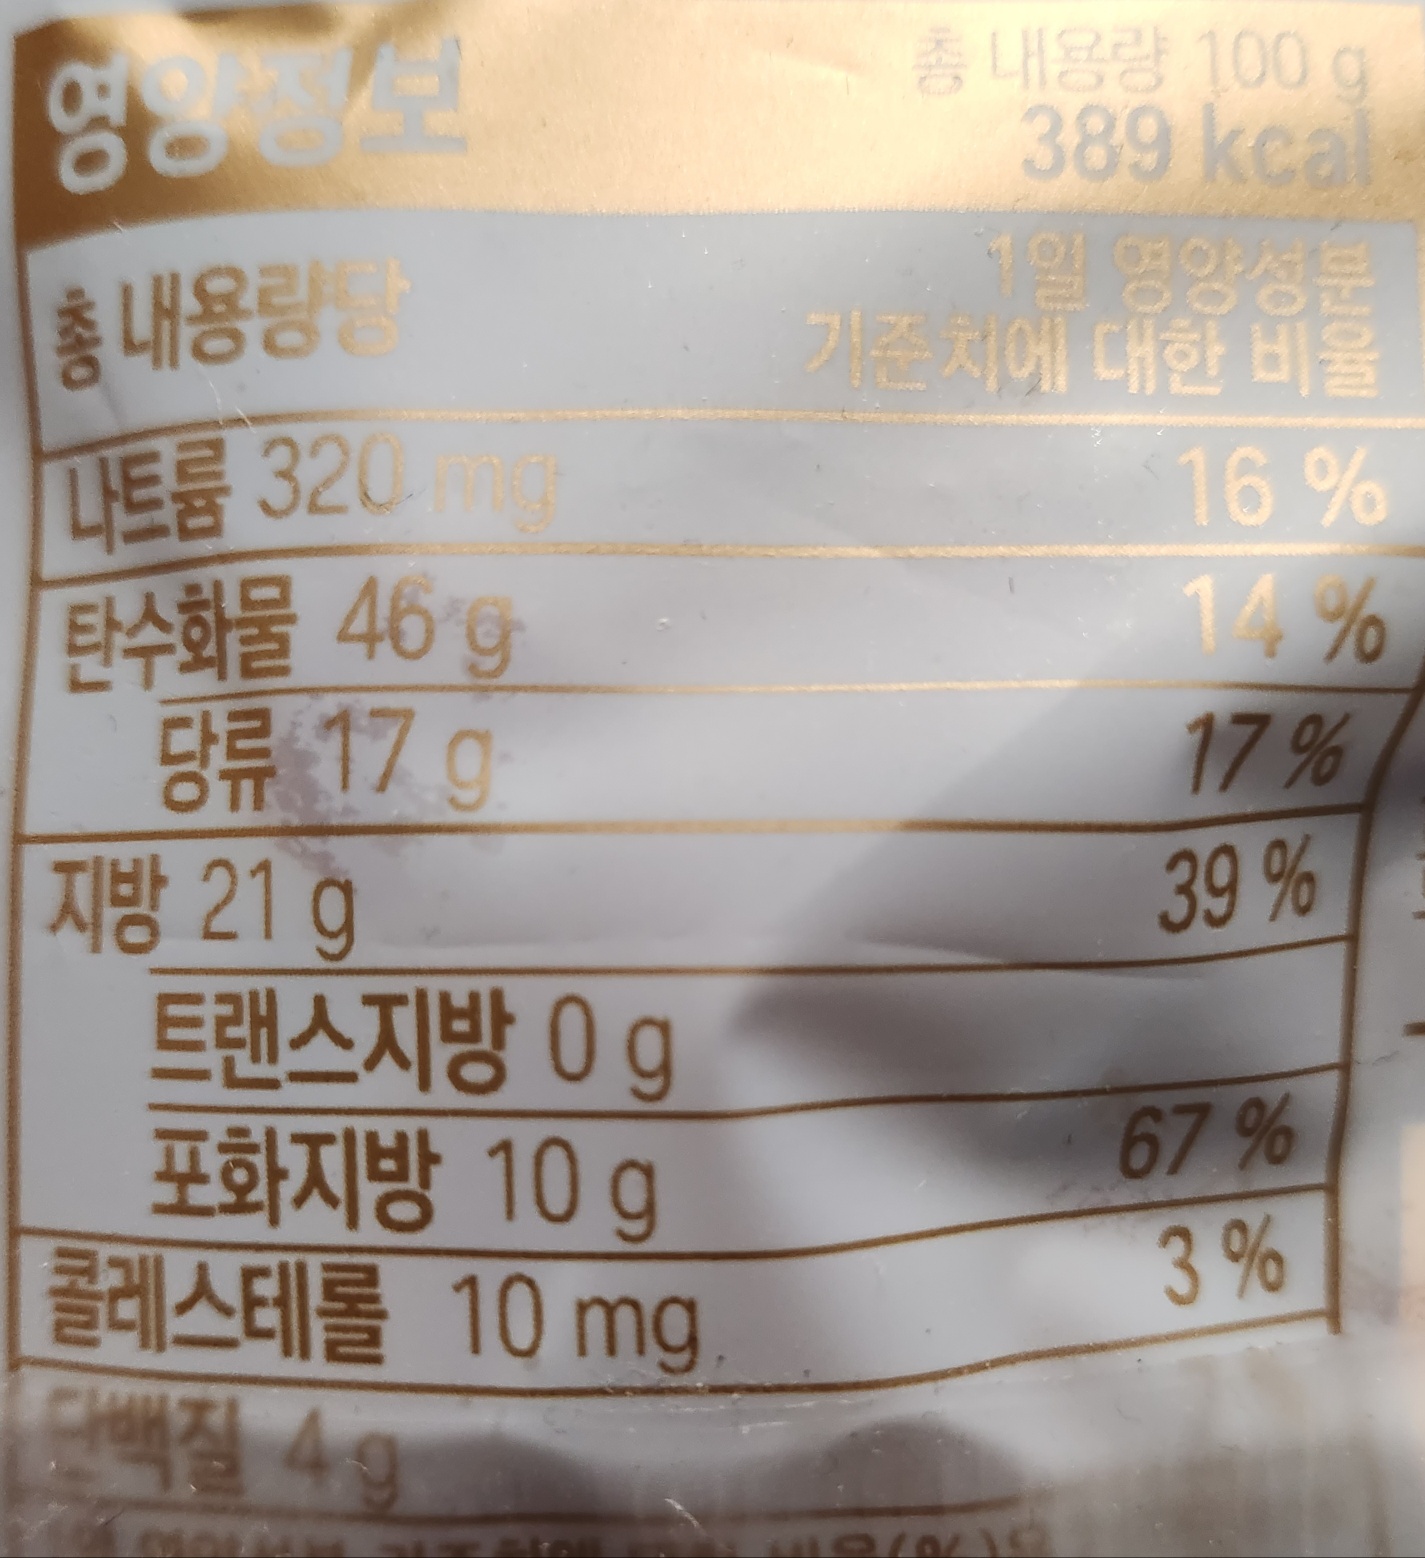 영양정보
총 내용량 100 g
389 kcal
총 내용량당
1일 영양성분
기준치에 대한 비율
나트륨 320 mg 16 %
탄수화물 46 g 14 %
당류 17 g 17 %
지방 21 g 39 %
트랜스지방 0 g
포화지방 10 g 67 %
콜레스테롤 10 mg 3 %
단백질 4 g